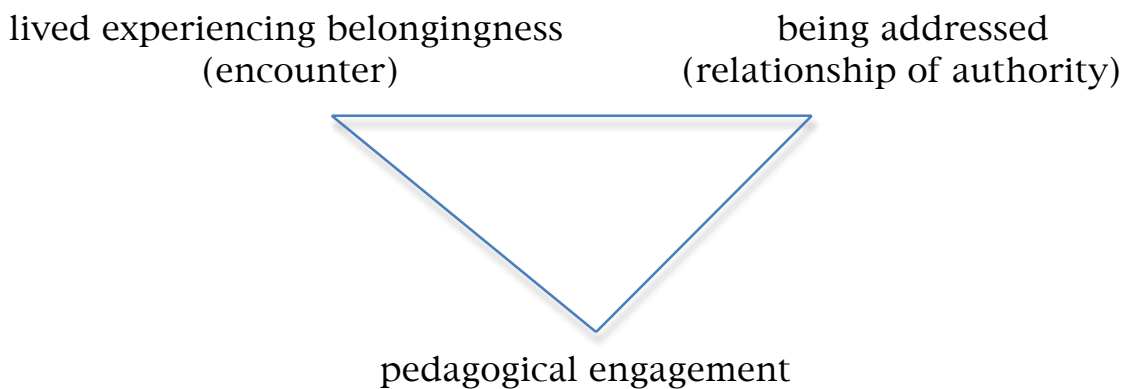 lived experiencing belongingness
(encounter)
being addressed
(relationship of authority)
pedagogical engagement